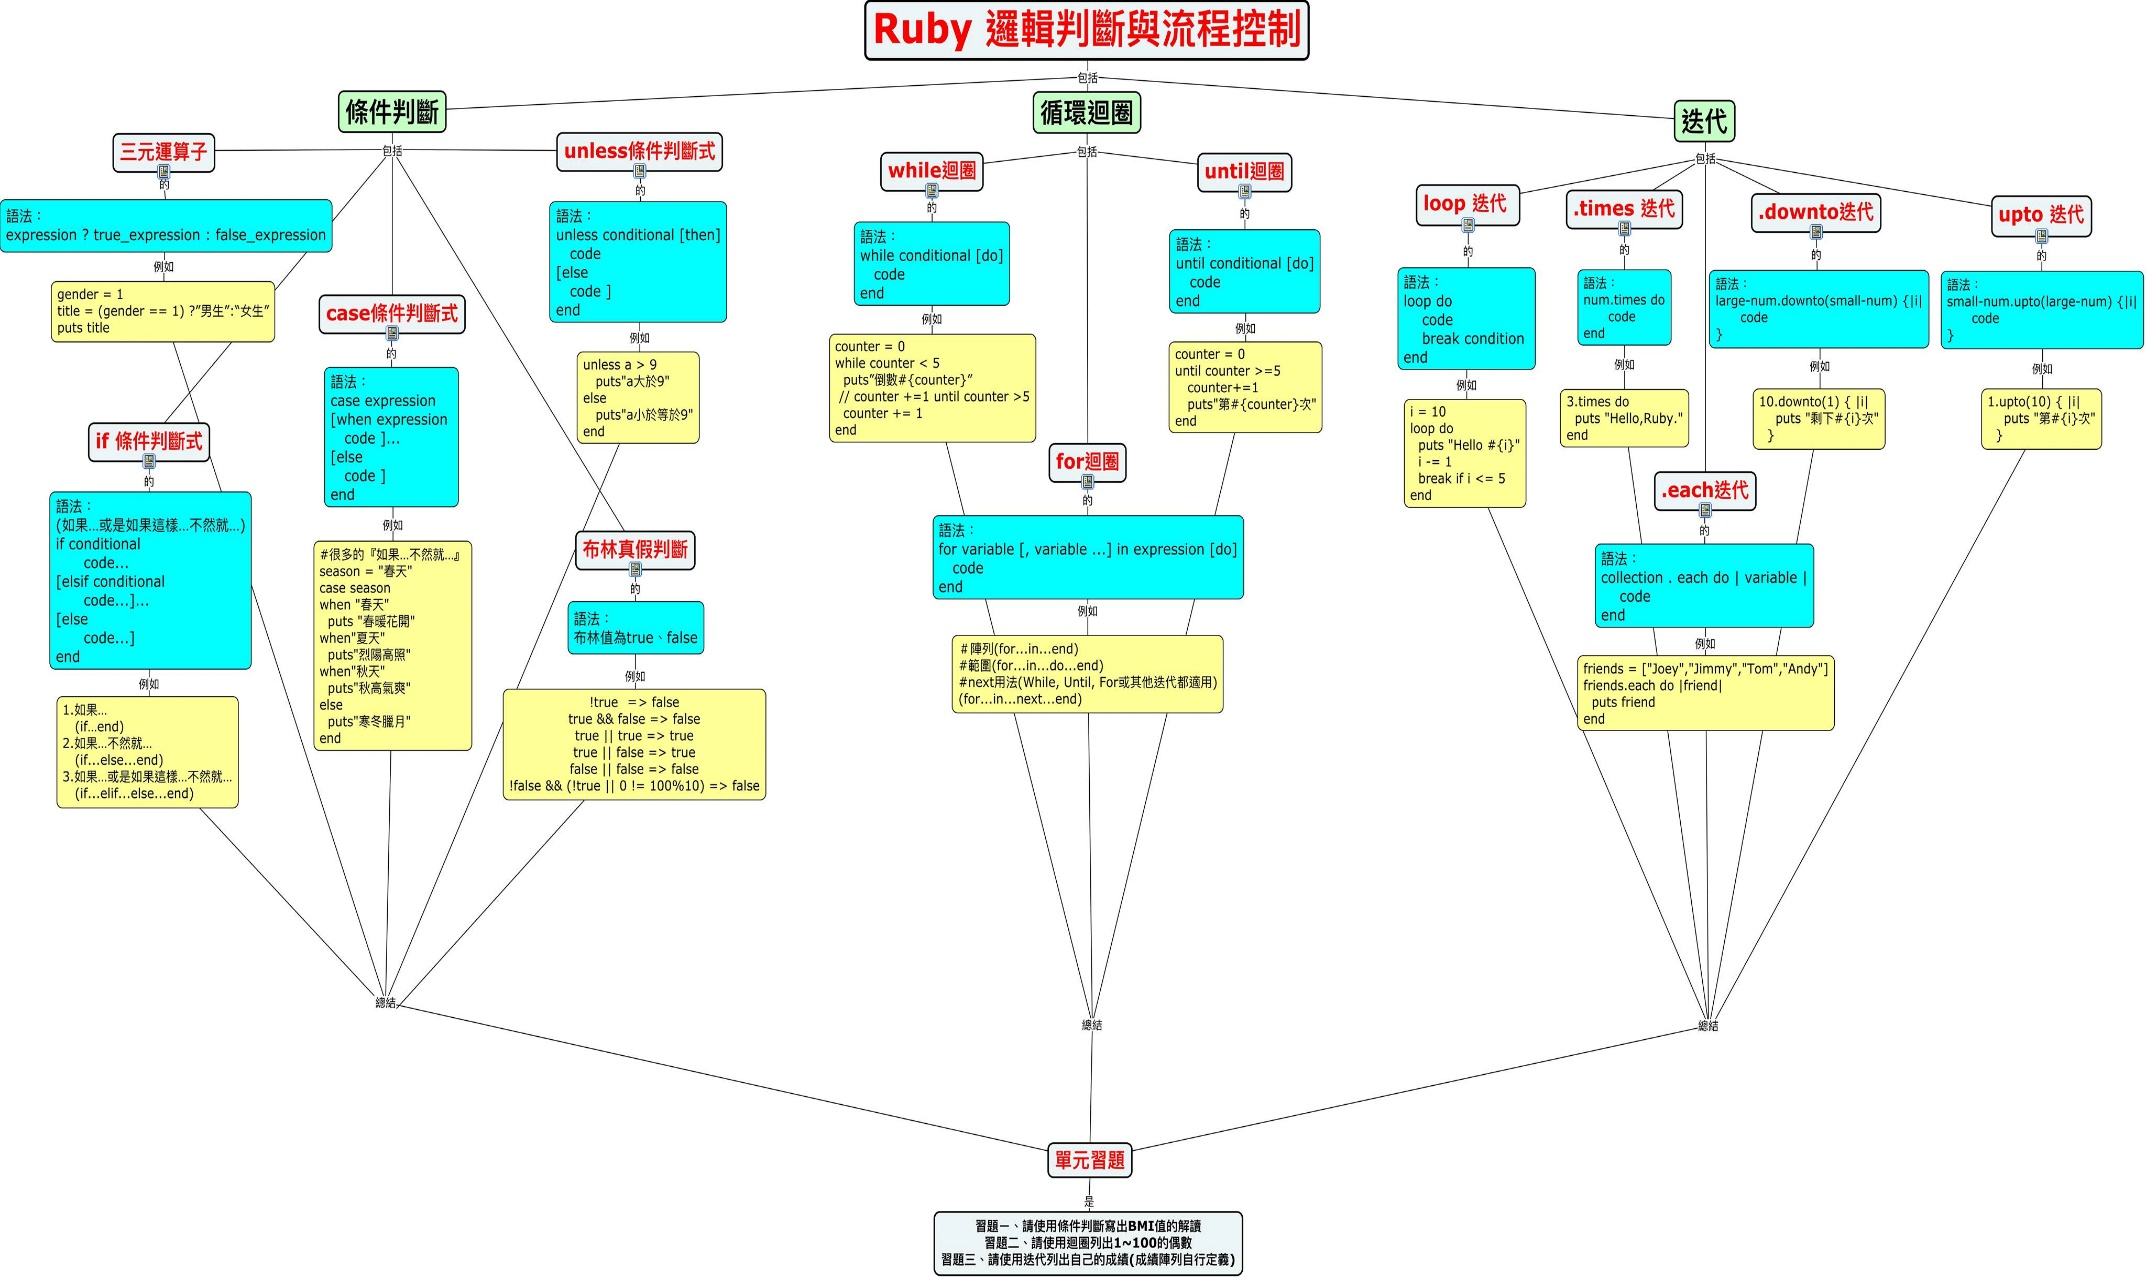 Ruby 邏輯判斷與流程控制
包括
條件判斷
包括
三元運算子
的
語法：
expression ? true_expression : false_expression
例如
gender = 1
title = (gender == 1) ?”男生”:“女生”
puts title
if 條件判斷式
的
語法：
(如果...或是如果這樣...不然就...)
if conditional
code...
[elsif conditional
code...]...
[else
code...]
end
例如
1.如果...
(if...end)
2.如果...不然就...
(if...else...end)
3.如果...或是如果這樣...不然就...
(if...elif...else...end)
case條件判斷式
的
語法：
case expression
[when expression
code ]...
[else
code ]
end
例如
#很多的『如果...不然就...』
season = "春天"
case season
when "春天"
puts "春暖花開"
when"夏天"
puts"烈陽高照"
when"秋天"
puts"秋高氣爽"
else
puts"寒冬臘月"
end
unless條件判斷式
的
語法：
unless conditional [then]
code
[else
code ]
end
例如
unless a > 9
puts"a大於9"
else
puts"a小於等於9"
end
布林真假判斷
的
語法：
布林值為true、false
例如
!true => false
true && false => false
true || true => true
true || false => true
false || false => false
!false && (!true || 0 != 100%10) => false
總結
循環迴圈
包括
while迴圈
的
語法：
while conditional [do]
code
end
例如
counter = 0
while counter < 5
puts”倒數#{counter}”
// counter +=1 until counter >5
counter += 1
end
for迴圈
的
語法：
for variable [, variable ...] in expression [do]
code
end
例如
# 陣列(for...in...end)
#範圍(for...in...do...end)
#next用法(While, Until, For或其他迭代都適用)
(for...in...next...end)
until迴圈
的
語法：
until conditional [do]
code
end
例如
counter = 0
until counter >=5
counter+=1
puts"第#{counter}次"
end
總結
迭代
包括
loop 迭代
的
語法：
loop do
code
break condition
end
例如
i = 10
loop do
puts "Hello #{i}"
i -= 1
break if i <= 5
end
.times 迭代
的
語法：
num.times do
code
end
例如
3.times do
puts "Hello,Ruby."
end
.each迭代
的
語法：
collection . each do | variable |
code
end
例如
friends = ["Joey","Jimmy","Tom","Andy"]
friends.each do |friend|
puts friend
end
.downto迭代
的
語法：
large-num.downto(small-num) {|i|
code
}
例如
10.downto(1) { |i|
puts "剩下#{i}次"
}
upto 迭代
的
語法：
small-num.upto(large-num) {|i|
code
}
例如
1.upto(10) { |i|
puts "第#{i}次"
}
總結
單元習題
是
習題一、請使用條件判斷寫出BMI值的解讀
習題二、請使用迴圈列出1~100的偶數
習題三、請使用迭代列出自己的成績(成績陣列自行定義)